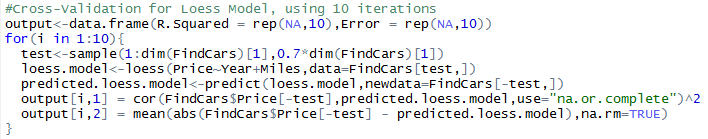 #Cross-Validation for Loess Model, using 10 iterations
output<-data.frame(R.Squared = rep(NA,10),Error = rep(NA,10))
for(i in 1:10){
  test<-sample(1:dim(FindCars)[1],0.7*dim(FindCars)[1])
  loess.model<-loess(Price~Year+Miles,data=FindCars[test,])
  predicted.loess.model<-predict(loess.model,newdata=FindCars[-test,])
  output[i,1] = cor(FindCars$Price[-test],predicted.loess.model,use="na.or.complete")^2
  output[i,2] = mean(abs(FindCars$Price[-test] - predicted.loess.model),na.rm=TRUE)
}